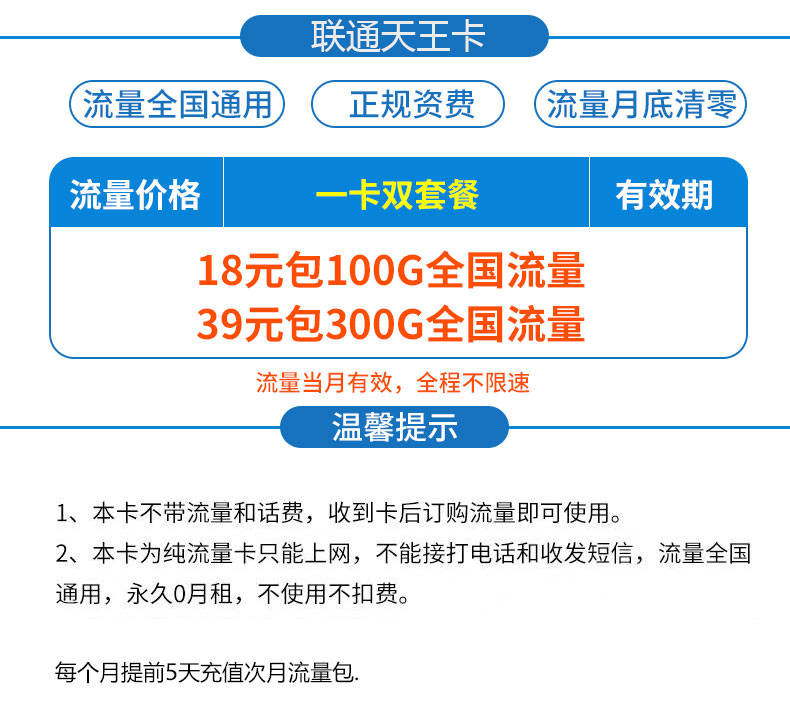 联通天王卡
流量全国通用 正规资费 流量月底清零
流量价格 一卡双套餐 有效期
18元包100G全国流量
39元包300G全国流量
流量当月有效，全程不限速
温馨提示
1、本卡不带流量和话费，收到卡后订购流量即可使用。
2、本卡为纯流量卡只能上网，不能接打电话和收发短信，流量全国
通用，永久0月租，不使用不扣费。
每个月提前5天充值次月流量包.